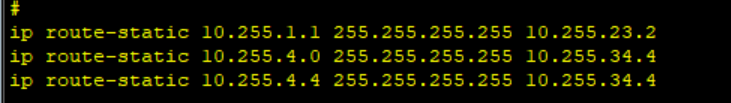 #
ip route-static 10.255.1.1 255.255.255.255 10.255.23.2
ip route-static 10.255.4.0 255.255.255.255 10.255.34.4
ip route-static 10.255.4.4 255.255.255.255 10.255.34.4